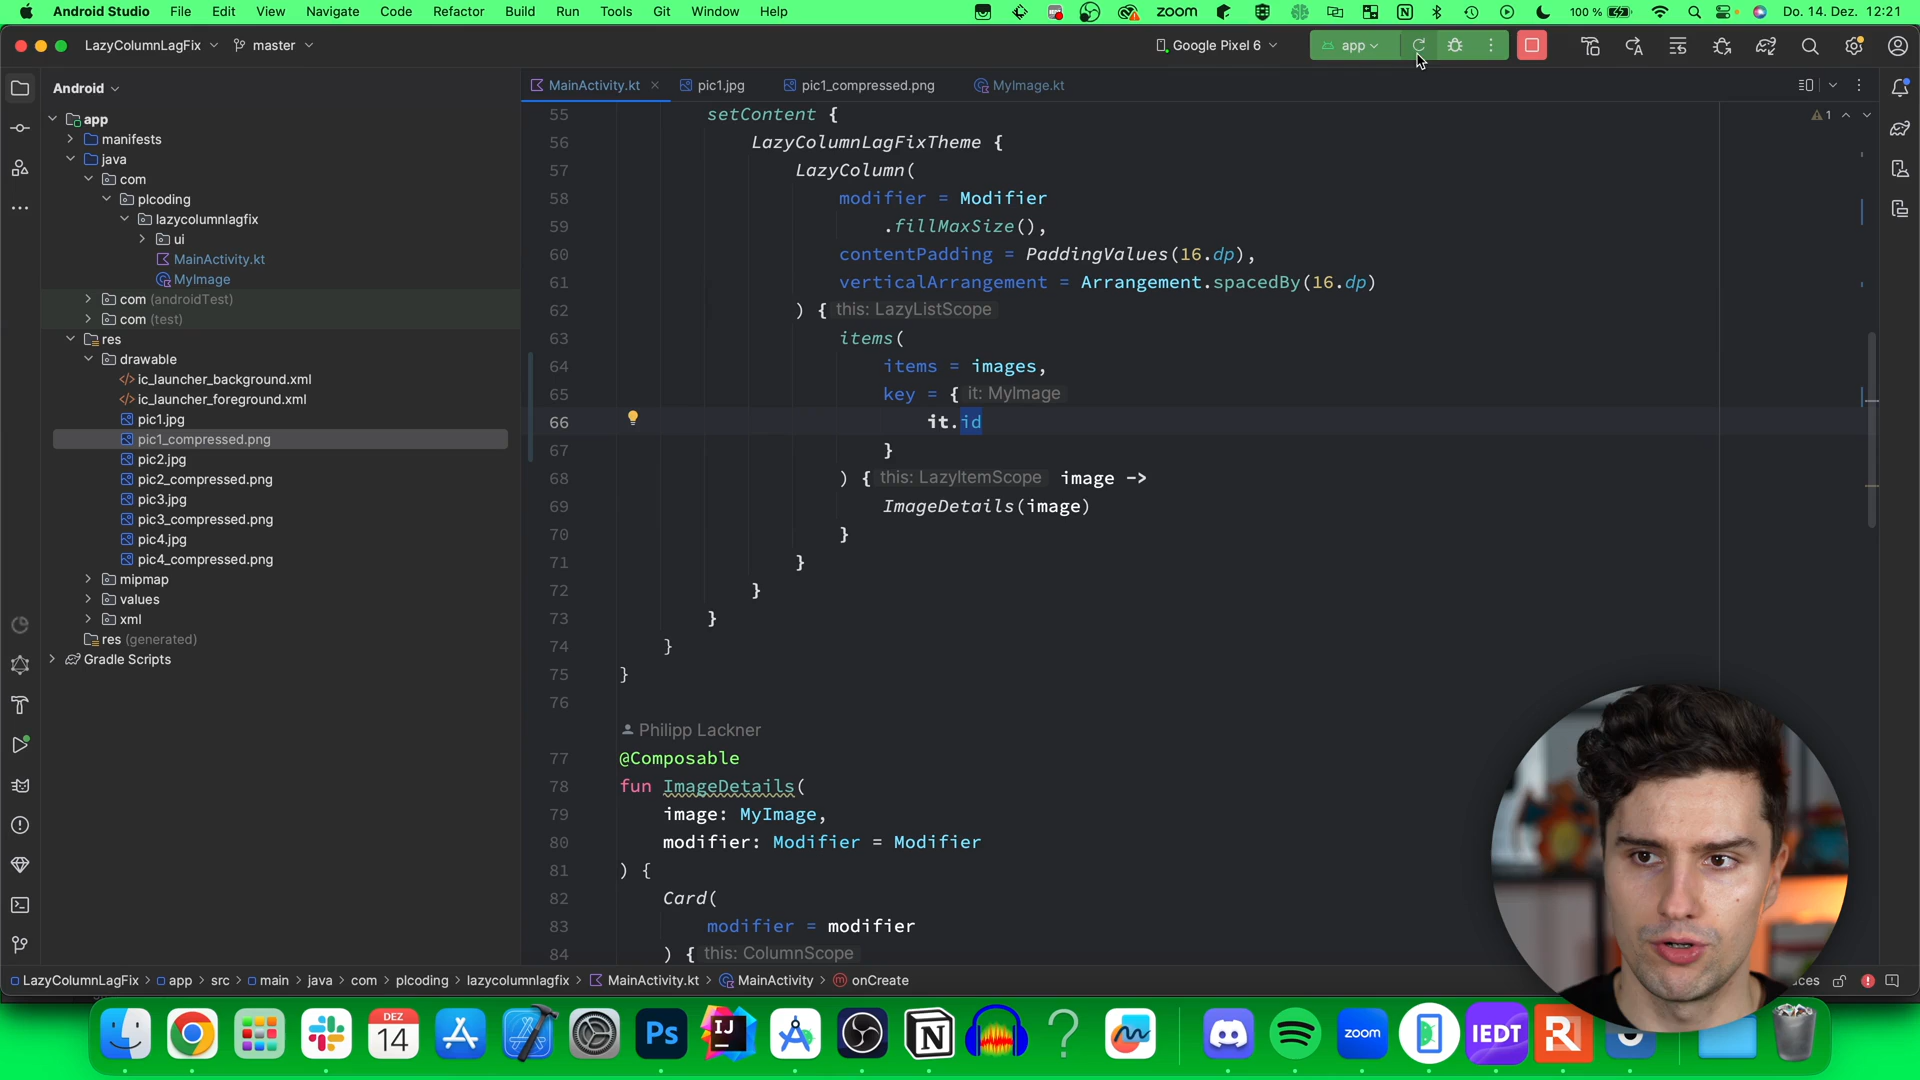 Android Studio File Edit View Navigate Code Refactor Build Run Tools Git Window Help zoom 100 % Do. 14. Dez. 12:21
LazyColumnLagFix master Google Pixel 6 app
Android MainActivity.kt pic1.jpg pic1_compressed.png MyImage.kt
app
manifests
java
com
plcoding
lazycolumnlagfix
ui
MainActivity.kt
MyImage
com (androidTest)
com (test)
res
drawable
ic_launcher_background.xml
ic_launcher_foreground.xml
pic1.jpg
pic1_compressed.png
pic2.jpg
pic2_compressed.png
pic3.jpg
pic3_compressed.png
pic4.jpg
pic4_compressed.png
mipmap
values
xml
res (generated)
Gradle Scripts
1
55 setContent {
56 LazyColumnLagFixTheme {
57 LazyColumn(
58 modifier = Modifier
59 .fillMaxSize(),
60 contentPadding = PaddingValues(16.dp),
61 verticalArrangement = Arrangement.spacedBy(16.dp)
62 ) { this: LazyListScope
63 items(
64 items = images,
65 key = { it: MyImage
66 it.id
67 }
68 ) { this: LazyItemScope image ->
69 ImageDetails(image)
70 }
71 }
72 }
73 }
74 }
75 }
76
Philipp Lackner
77 @Composable
78 fun ImageDetails(
79 image: MyImage,
80 modifier: Modifier = Modifier
81 ) {
82 Card(
83 modifier = modifier
84 ) { this: ColumnScope
LazyColumnLagFix > app > src > main > java > com > plcoding > lazycolumnlagfix > MainActivity.kt > MainActivity > onCreate
DEZ
14
Ps
IJ
zoom
IEDT